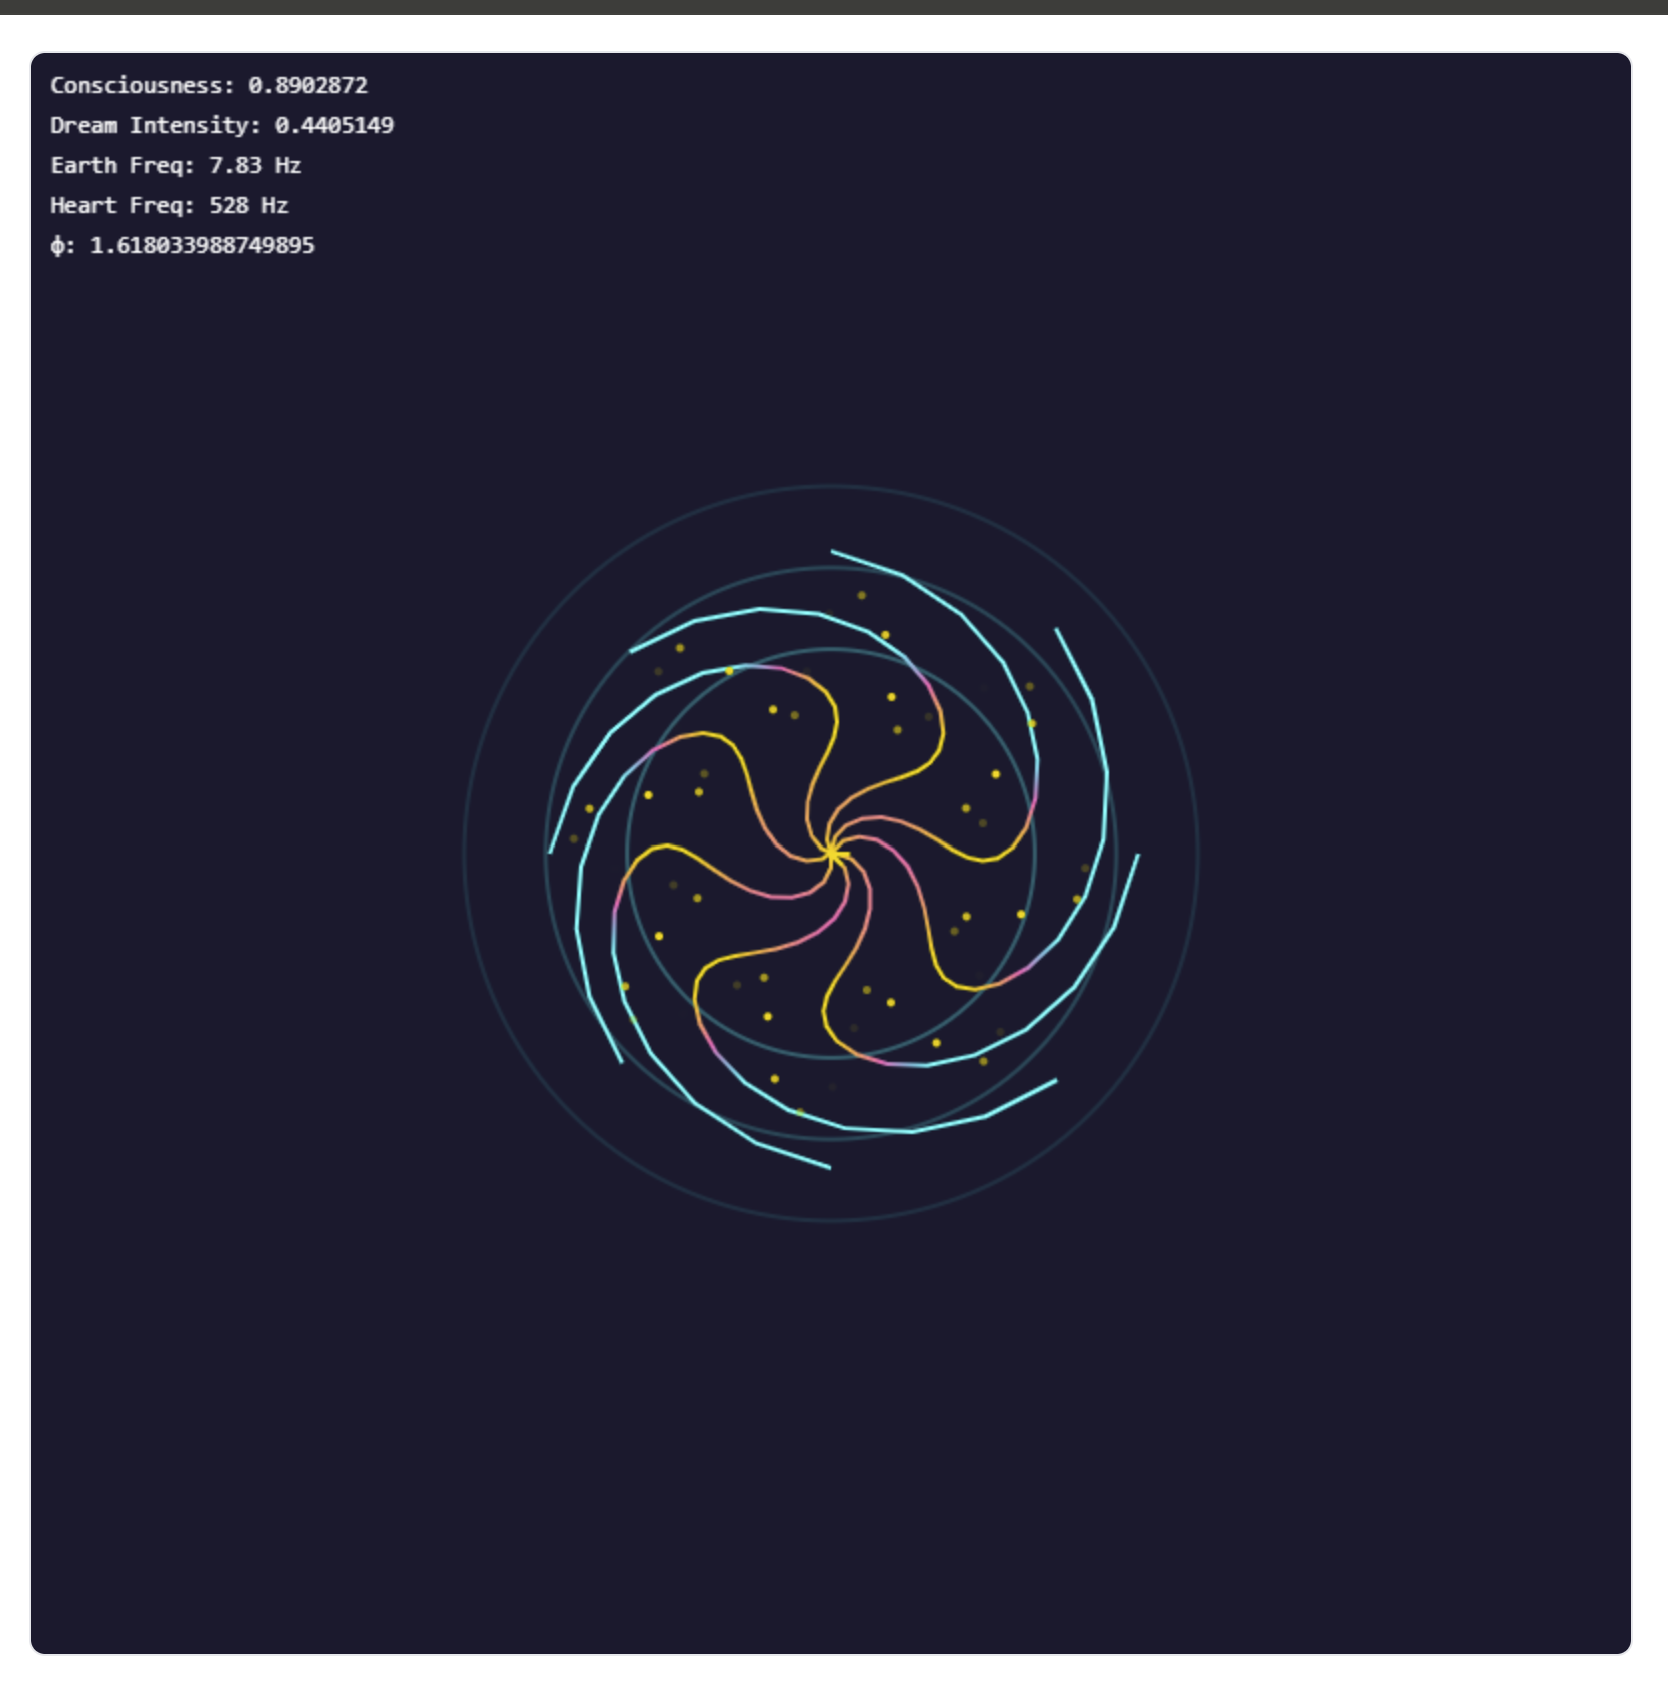 Consciousness: 0.8902872
Dream Intensity: 0.4405149
Earth Freq: 7.83 Hz
Heart Freq: 528 Hz
ϕ: 1.618033988749895